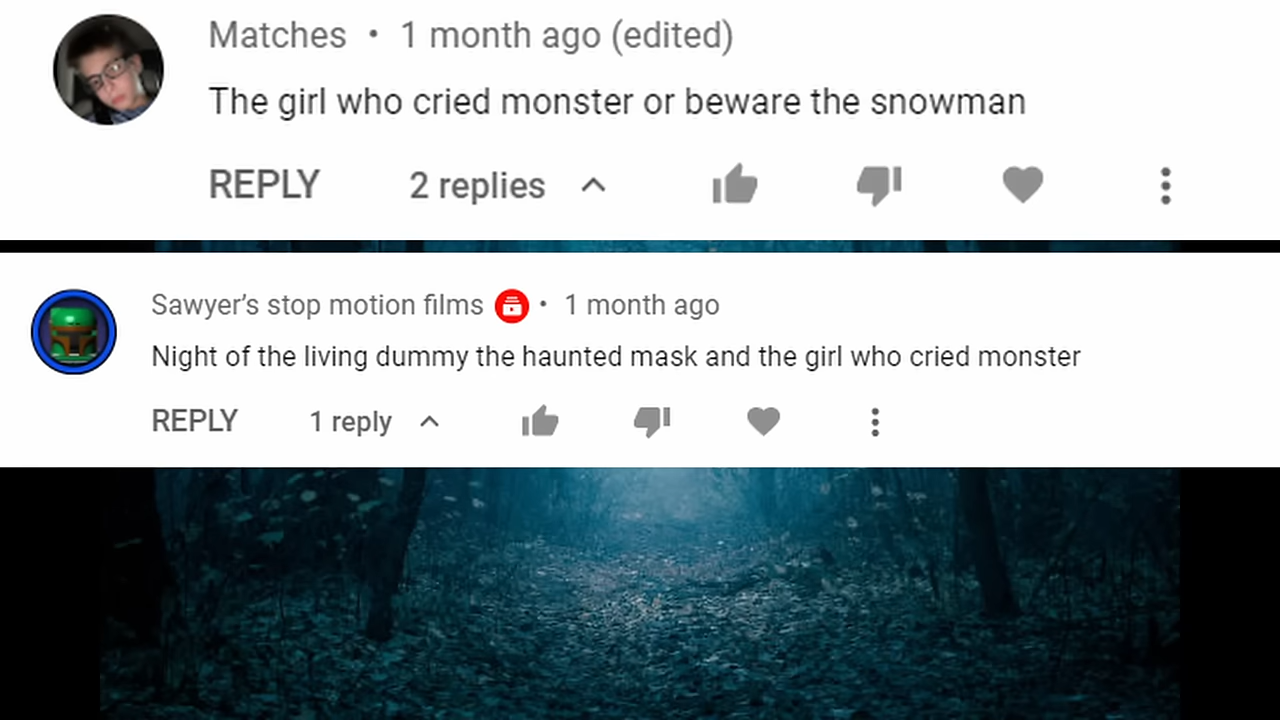 Matches • 1 month ago (edited)
The girl who cried monster or beware the snowman
REPLY 2 replies
Sawyer's stop motion films • 1 month ago
Night of the living dummy the haunted mask and the girl who cried monster
REPLY 1 reply